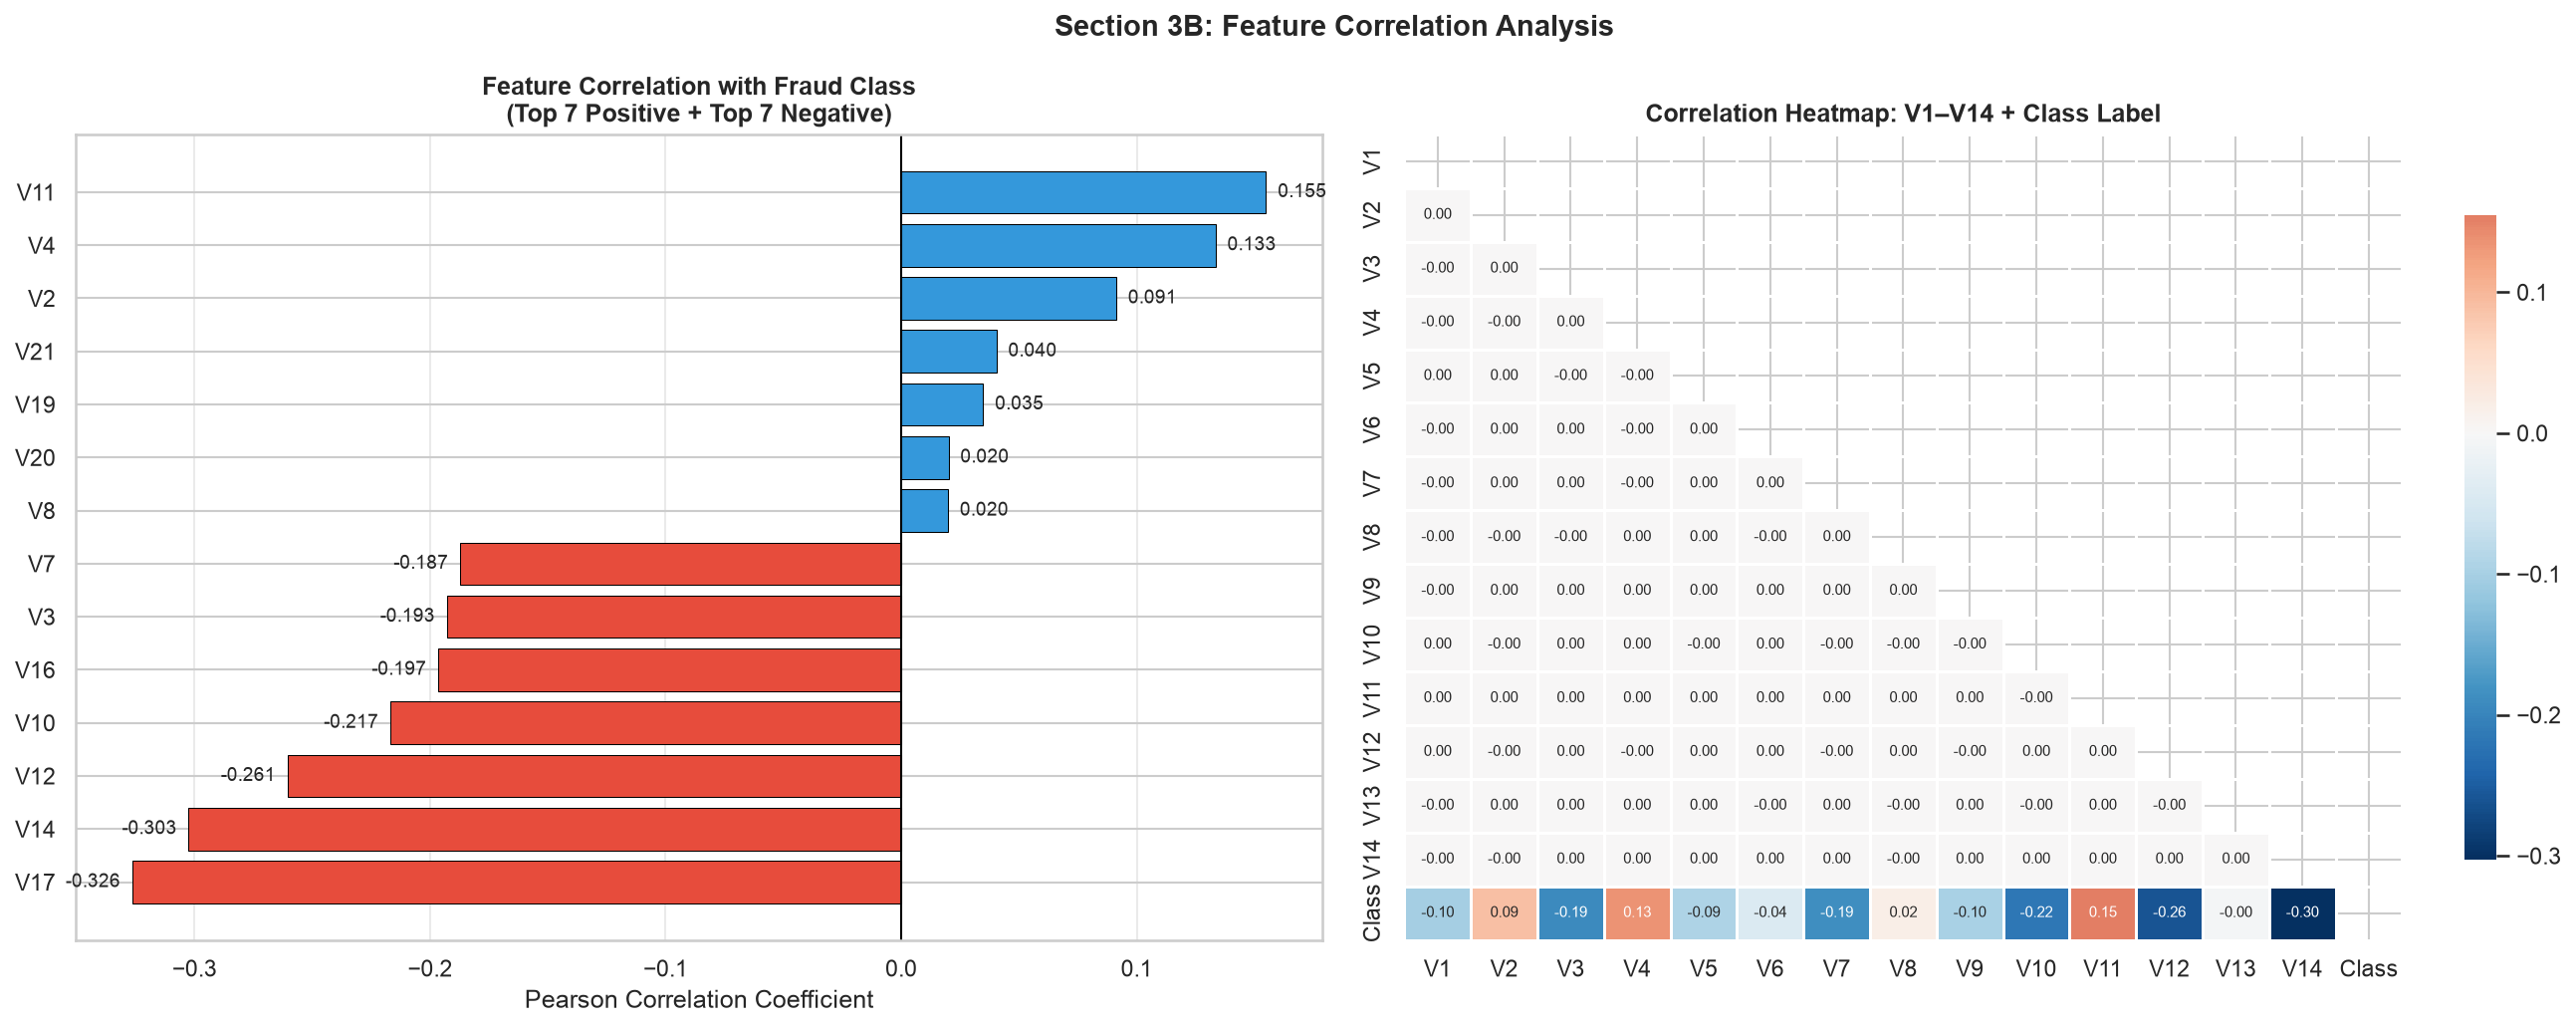 Section 3B: Feature Correlation Analysis
Feature Correlation with Fraud Class
(Top 7 Positive + Top 7 Negative)
V11 0.155
V4 0.133
V2 0.091
V21 0.040
V19 0.035
V20 0.020
V8 0.020
V7 -0.187
V3 -0.193
V16 -0.197
V10 -0.217
V12 -0.261
V14 -0.303
V17 -0.326
−0.3 −0.2 −0.1 0.0 0.1
Pearson Correlation Coefficient
Correlation Heatmap: V1–V14 + Class Label
V1
V2 0.00
V3 -0.00 0.00
V4 -0.00 -0.00 0.00
V5 0.00 0.00 -0.00 -0.00
V6 -0.00 0.00 0.00 -0.00 0.00
V7 -0.00 0.00 0.00 -0.00 0.00 0.00
V8 -0.00 -0.00 -0.00 0.00 0.00 -0.00 0.00
V9 -0.00 0.00 0.00 0.00 0.00 0.00 0.00 0.00
V10 0.00 -0.00 0.00 0.00 -0.00 0.00 -0.00 -0.00 -0.00
V11 0.00 0.00 0.00 0.00 0.00 0.00 0.00 0.00 0.00 -0.00
V12 0.00 -0.00 0.00 -0.00 0.00 0.00 -0.00 0.00 -0.00 0.00 0.00
V13 -0.00 0.00 0.00 0.00 0.00 -0.00 0.00 -0.00 0.00 -0.00 0.00 -0.00
V14 -0.00 -0.00 0.00 0.00 0.00 0.00 0.00 -0.00 0.00 0.00 0.00 0.00 0.00
Class -0.10 0.09 -0.19 0.13 -0.09 -0.04 -0.19 0.02 -0.10 -0.22 0.15 -0.26 -0.00 -0.30
V1 V2 V3 V4 V5 V6 V7 V8 V9 V10 V11 V12 V13 V14 Class
0.1
0.0
−0.1
−0.2
−0.3